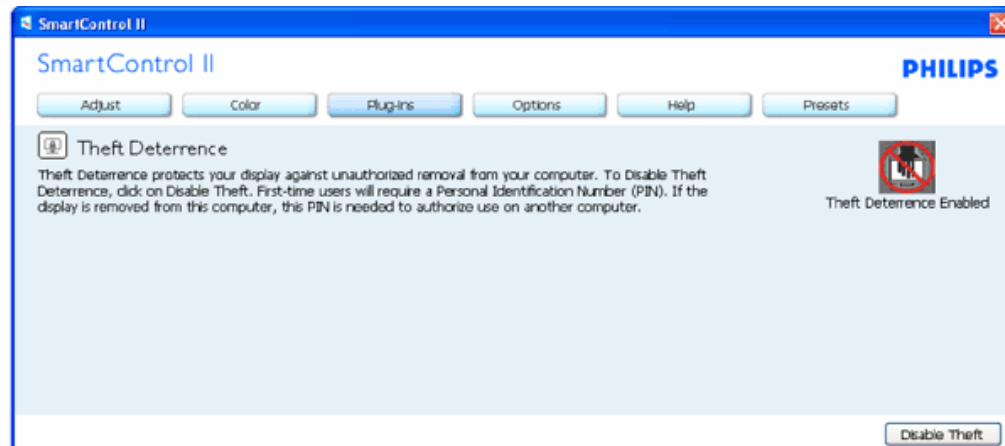 SmartControl II
SmartControl II
PHILIPS
Adjust Color Plug-Ins Options Help Presets
Theft Deterrence
Theft Deterrence protects your display against unauthorized removal from your computer. To Disable Theft
Deterrence, click on Disable Theft. First-time users will require a Personal Identification Number (PIN). If the
display is removed from this computer, this PIN is needed to authorize use on another computer.
Theft Deterrence Enabled
Disable Theft